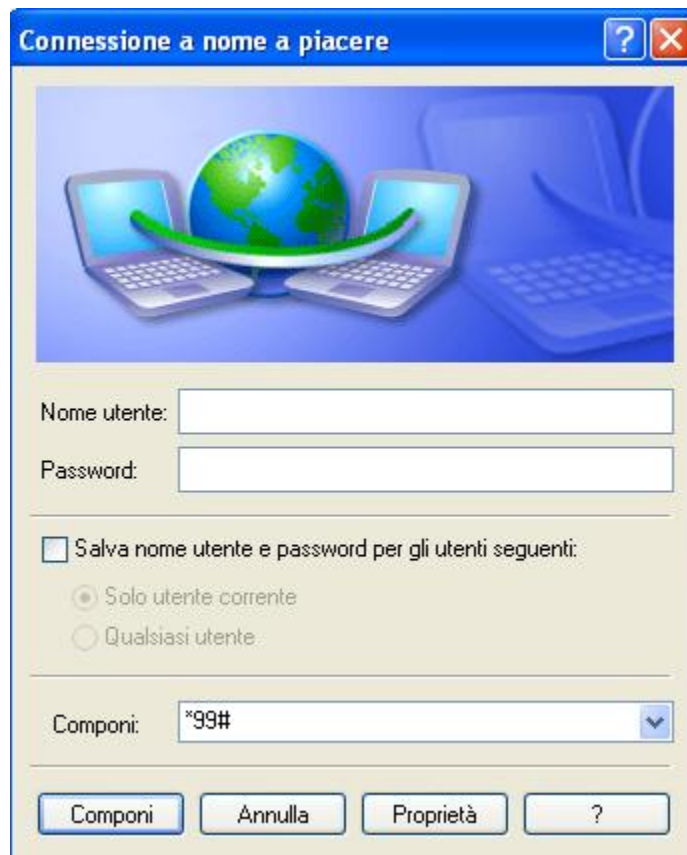 Connessione a nome a piacere
Nome utente:
Password:
Salva nome utente e password per gli utenti seguenti:
Solo utente corrente
Qualsiasi utente
Componi: *99#
Componi Annulla Proprietà ?